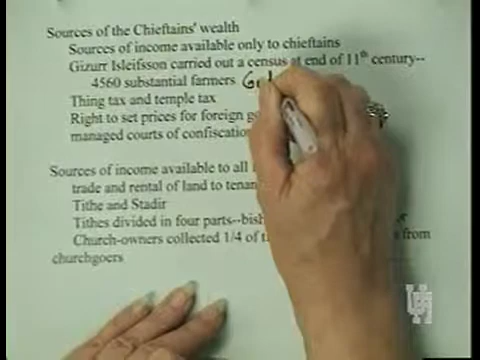 Sources of the Chieftains' wealth
Sources of income available only to chieftains
Gizurr Isleifsson carried out a census at end of 11th century--
4560 substantial farmers
Thing tax and temple tax
Right to set prices for foreign
managed courts of confiscation
Sources of income available to all
trade and rental of land to
Tithe and Stadir
Tithes divided in four parts--
Church-owners collected 1/4 of from
churchgoers
UH